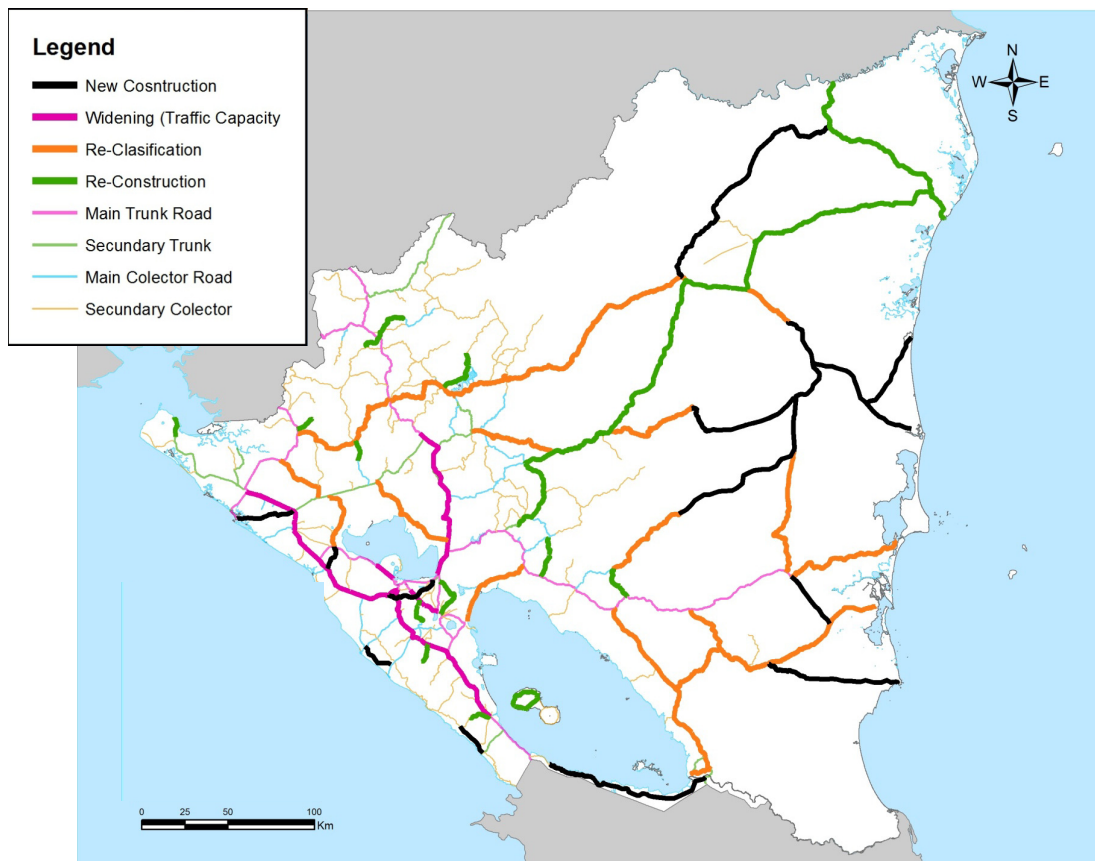 Legend
New Cosntruction
Widening (Traffic Capacity
Re-Clasification
Re-Construction
Main Trunk Road
Secundary Trunk
Main Colector Road
Secundary Colector
N
W E
S
0 25 50 100
Km